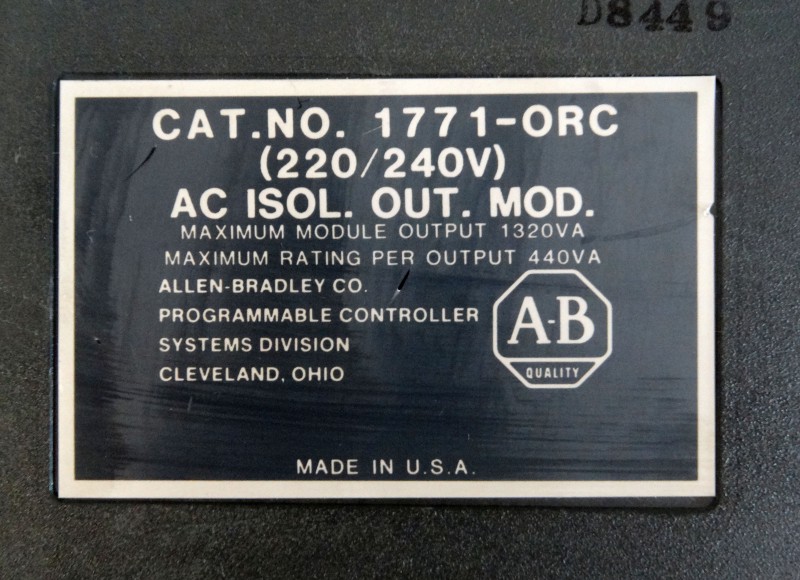 D8449
CAT.NO. 1771-ORC
(220/240V)
AC ISOL. OUT. MOD.
MAXIMUM MODULE OUTPUT 1320VA
MAXIMUM RATING PER OUTPUT 440VA
ALLEN-BRADLEY CO.
PROGRAMMABLE CONTROLLER
SYSTEMS DIVISION
CLEVELAND, OHIO
A-B
QUALITY
MADE IN U.S.A.